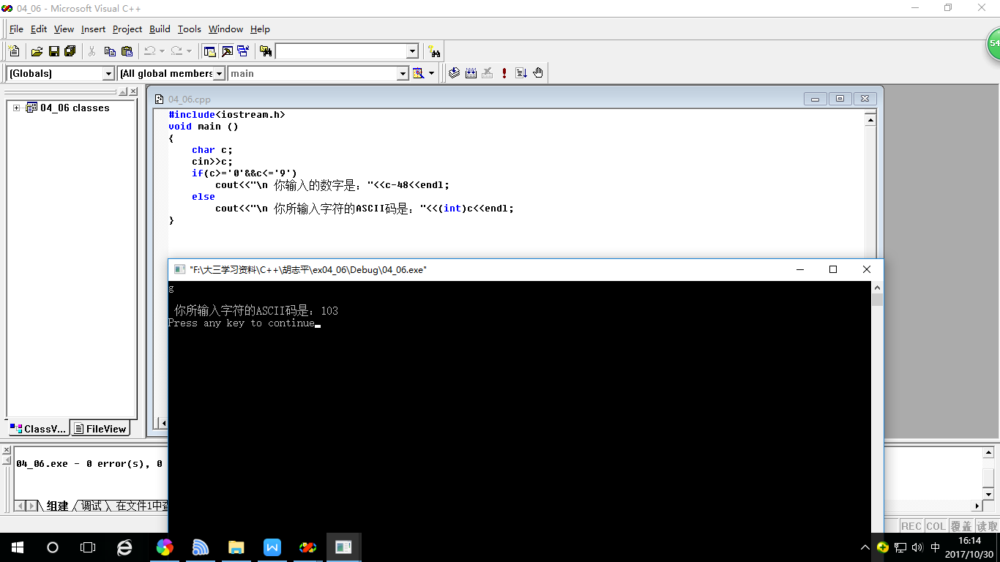 04_06 - Microsoft Visual C++
File Edit View Insert Project Build Tools Window Help
54
(Globals) (All global members main
04_06 classes
04_06.cpp
#include<iostream.h>
void main ()
{
char c;
cin>>c;
if(c>='0'&&c<='9')
cout<<"\n 你输入的数字是："<<c-48<<endl;
else
cout<<"\n 你所输入字符的ASCII码是："<<(int)c<<endl;
}
"F:\大三学习资料\C++\胡志平\ex04_06\Debug\04_06.exe"
g
你所输入字符的ASCII码是：103
Press any key to continue
ClassV... FileView
04_06.exe - 0 error(s), 0
组建 调试 在文件1中查
REC COL 覆盖 读取
中 16:14
2017/10/30